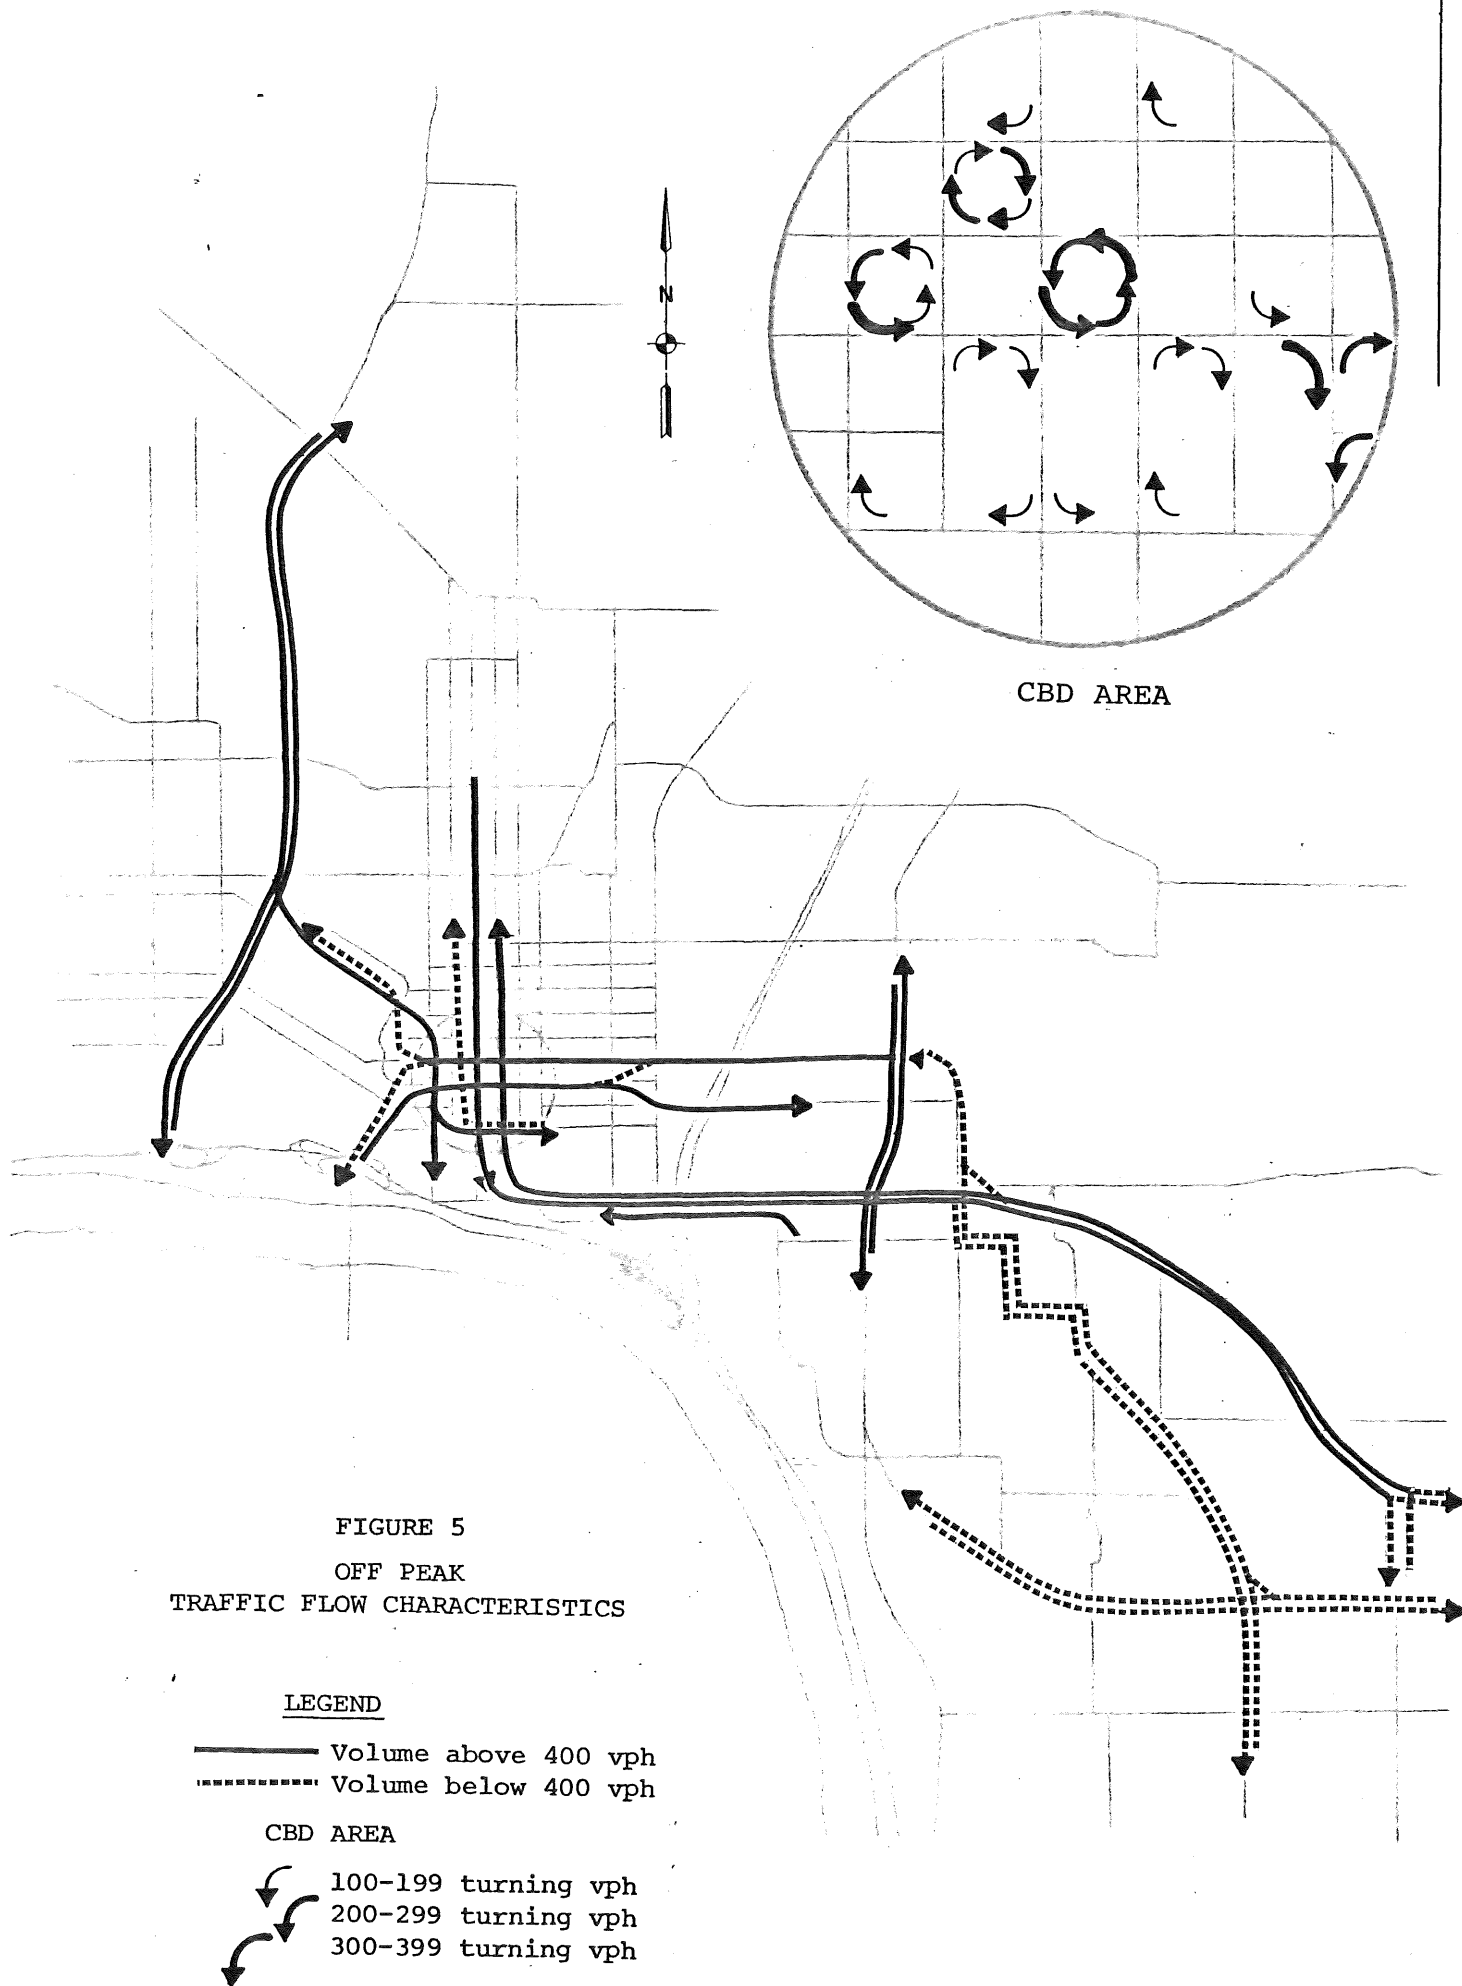 N
CBD AREA
FIGURE 5
OFF PEAK
TRAFFIC FLOW CHARACTERISTICS
LEGEND
Volume above 400 vph
Volume below 400 vph
CBD AREA
100-199 turning vph
200-299 turning vph
300-399 turning vph